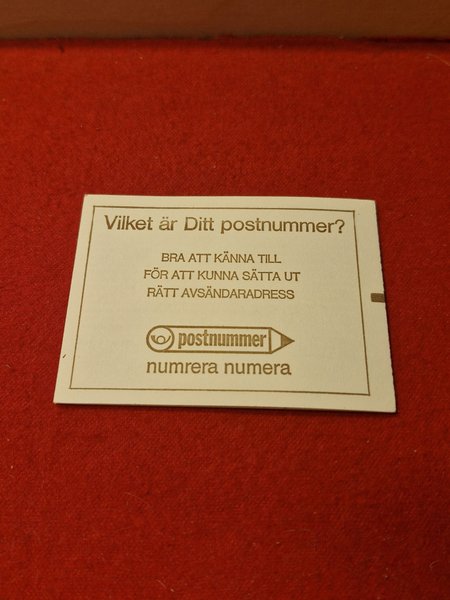 Vilket är Ditt postnummer?
BRA ATT KÄNNA TILL
FÖR ATT KUNNA SÄTTA UT
RÄTT AVSÄNDARADRESS
postnummer
numrera numera